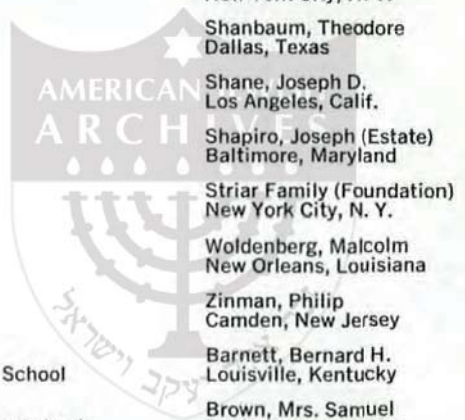 Shanbaum, Theodore
Dallas, Texas
Shane, Joseph D.
Los Angeles, Calif.
Shapiro, Joseph (Estate)
Baltimore, Maryland
Striar Family (Foundation)
New York City, N. Y.
Woldenberg, Malcolm
New Orleans, Louisiana
Zinman, Philip
Camden, New Jersey
Barnett, Bernard H.
School Louisville, Kentucky
Brown, Mrs. Samuel
AMERICAN
ARCHIVES